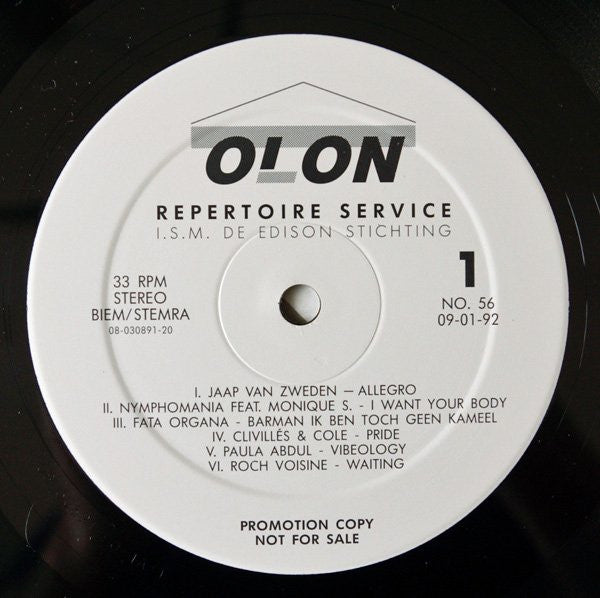 OLON
REPERTOIRE SERVICE
I.S.M. DE EDISON STICHTING
33 RPM
STEREO
BIEM/STEMRA
08-030891-20
1
NO. 56
09-01-92
I. JAAP VAN ZWEDEN – ALLEGRO
II. NYMPHOMANIA FEAT. MONIQUE S. - I WANT YOUR BODY
III. FATA ORGANA - BARMAN IK BEN TOCH GEEN KAMEEL
IV. CLIVILLÉS & COLE - PRIDE
V. PAULA ABDUL - VIBEOLOGY
VI. ROCH VOISINE - WAITING
PROMOTION COPY
NOT FOR SALE